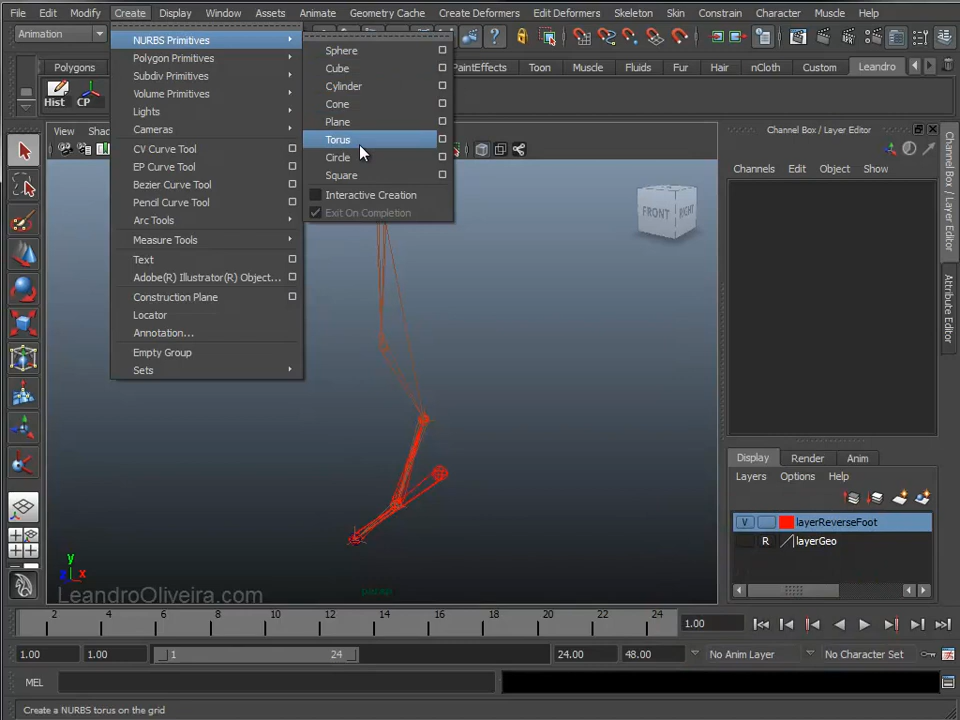 File Edit Modify Create Display Window Assets Animate Geometry Cache Create Deformers Edit Deformers Skeleton Skin Constrain Character Muscle Help
Animation
Polygons PaintEffects Toon Muscle Fluids Fur Hair nCloth Custom Leandro
Hist CP
NURBS Primitives
Polygon Primitives
Subdiv Primitives
Volume Primitives
Lights
Cameras
CV Curve Tool
EP Curve Tool
Bezier Curve Tool
Pencil Curve Tool
Arc Tools
Measure Tools
Text
Adobe(R) Illustrator(R) Object...
Construction Plane
Locator
Annotation...
Empty Group
Sets
Sphere
Cube
Cylinder
Cone
Plane
Torus
Circle
Square
Interactive Creation
Exit On Completion
View Sha
FRONT RIGHT
y
z x
persp
LeandroOliveira.com
Channel Box / Layer Editor
Channels Edit Object Show
Channel Box / Layer Editor
Attribute Editor
Display Render Anim
Layers Options Help
V layerReverseFoot
R layerGeo
2 4 6 8 10 12 14 16 18 20 22 24
1.00
1.00 1.00 1 24 24.00 48.00 No Anim Layer No Character Set
MEL
Create a NURBS torus on the grid